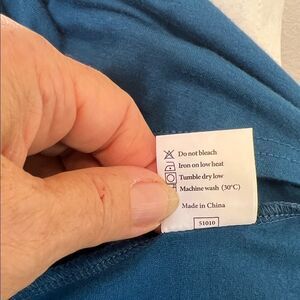 Do not bleach
Iron on low heat
Tumble dry low
Machine wash (30°C)
Made in China
51010